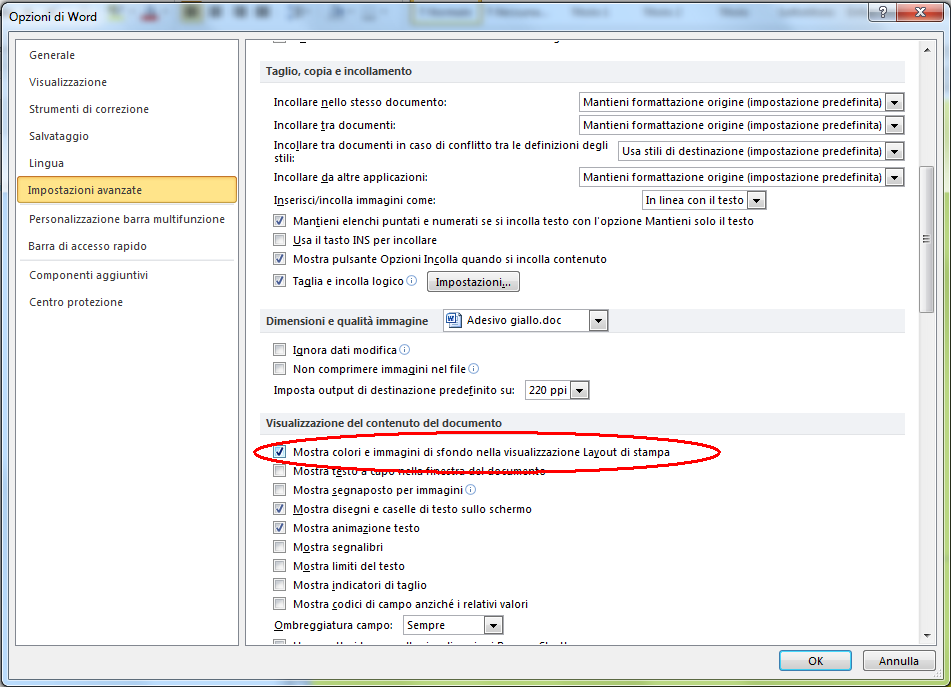 Opzioni di Word
Generale
Visualizzazione
Strumenti di correzione
Salvataggio
Lingua
Impostazioni avanzate
Personalizzazione barra multifunzione
Barra di accesso rapido
Componenti aggiuntivi
Centro protezione
Taglio, copia e incollamento
Incollare nello stesso documento: Mantieni formattazione origine (impostazione predefinita)
Incollare tra documenti: Mantieni formattazione origine (impostazione predefinita)
Incollare tra documenti in caso di conflitto tra le definizioni degli
stili: Usa stili di destinazione (impostazione predefinita)
Incollare da altre applicazioni: Mantieni formattazione origine (impostazione predefinita)
Inserisci/incolla immagini come: In linea con il testo
Mantieni elenchi puntati e numerati se si incolla testo con l'opzione Mantieni solo il testo
Usa il tasto INS per incollare
Mostra pulsante Opzioni Incolla quando si incolla contenuto
Taglia e incolla logico Impostazioni...
Dimensioni e qualità immagine Adesivo giallo.doc
Ignora dati modifica
Non comprimere immagini nel file
Imposta output di destinazione predefinito su: 220 ppi
Visualizzazione del contenuto del documento
Mostra colori e immagini di sfondo nella visualizzazione Layout di stampa
Mostra testo a capo nella finestra del documento
Mostra segnaposto per immagini
Mostra disegni e caselle di testo sullo schermo
Mostra animazione testo
Mostra segnalibri
Mostra limiti del testo
Mostra indicatori di taglio
Mostra codici di campo anziché i relativi valori
Ombreggiatura campo: Sempre
OK Annulla